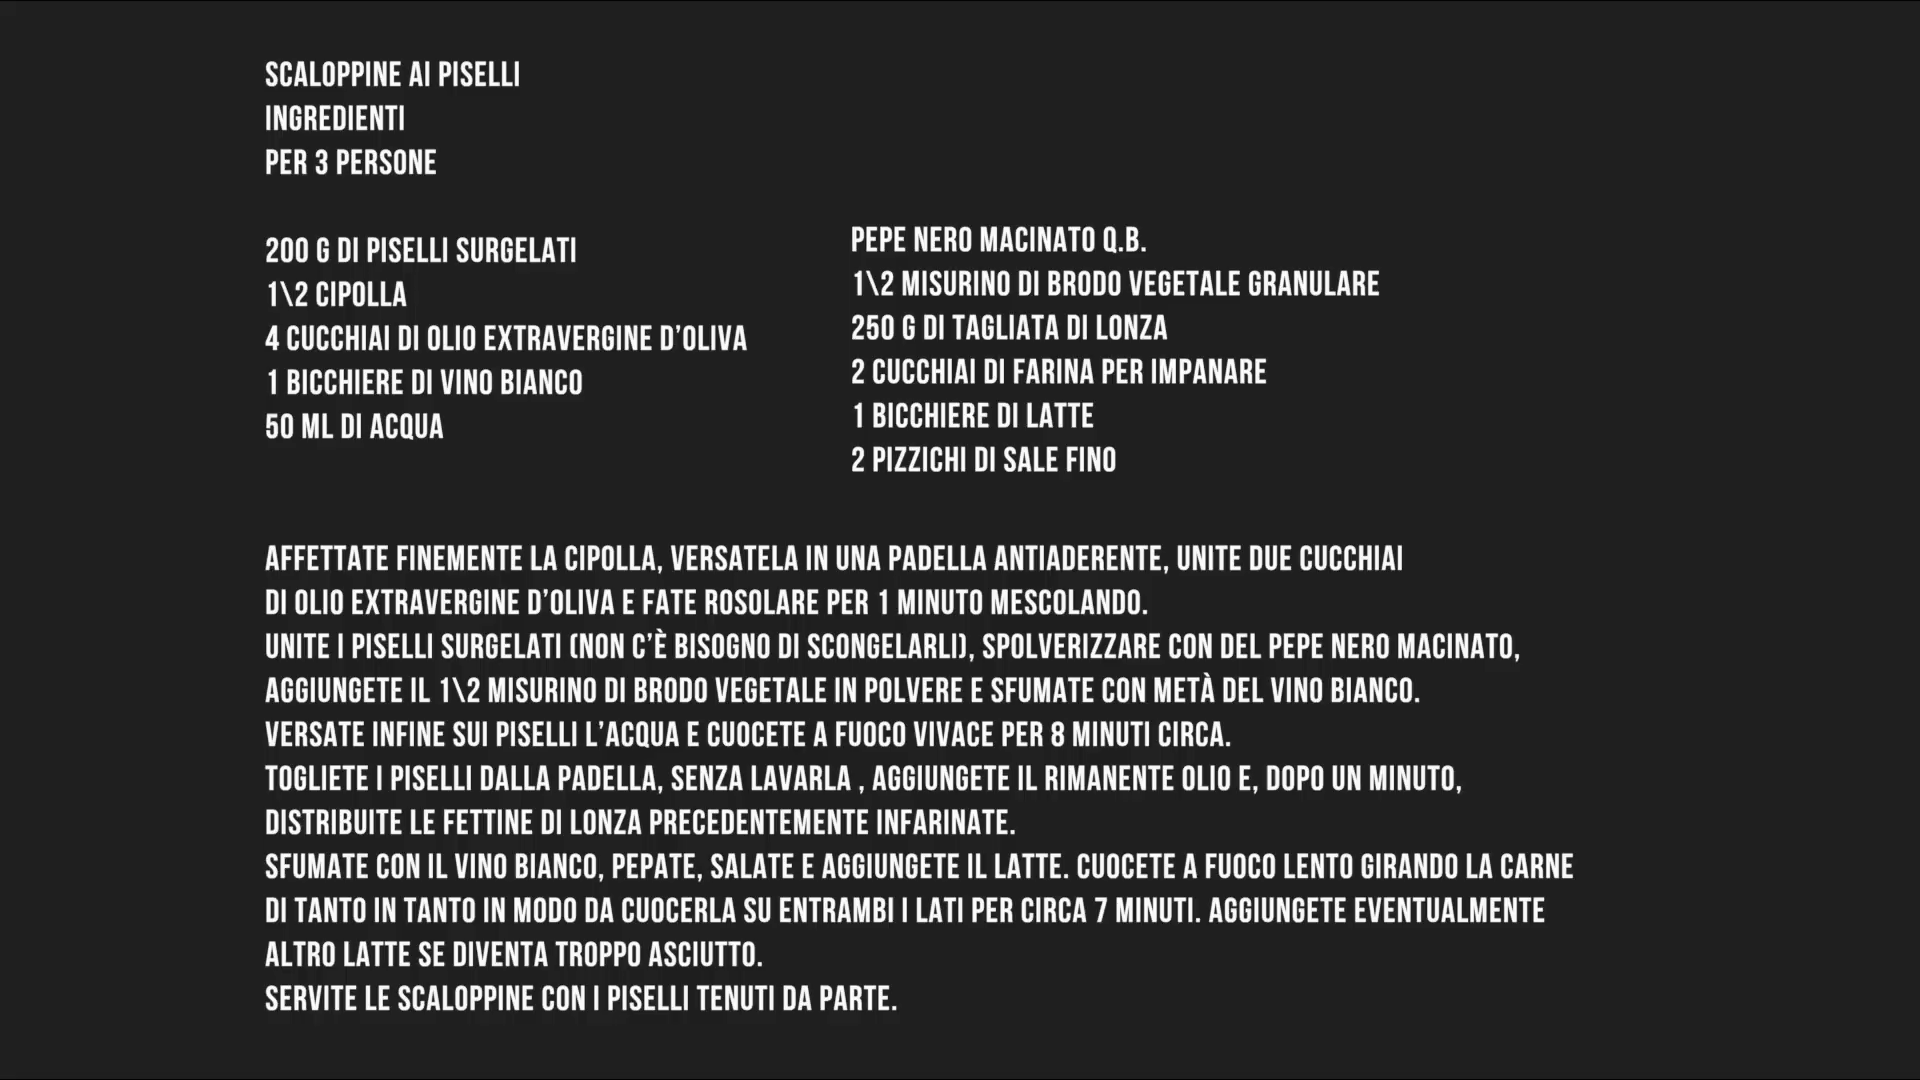 SCALOPPINE AI PISELLI
INGREDIENTI
PER 3 PERSONE
200 G DI PISELLI SURGELATI
1\2 CIPOLLA
4 CUCCHIAI DI OLIO EXTRAVERGINE D’OLIVA
1 BICCHIERE DI VINO BIANCO
50 ML DI ACQUA
PEPE NERO MACINATO Q.B.
1\2 MISURINO DI BRODO VEGETALE GRANULARE
250 G DI TAGLIATA DI LONZA
2 CUCCHIAI DI FARINA PER IMPANARE
1 BICCHIERE DI LATTE
2 PIZZICHI DI SALE FINO
AFFETTATE FINEMENTE LA CIPOLLA, VERSATELA IN UNA PADELLA ANTIADERENTE, UNITE DUE CUCCHIAI
DI OLIO EXTRAVERGINE D’OLIVA E FATE ROSOLARE PER 1 MINUTO MESCOLANDO.
UNITE I PISELLI SURGELATI (NON C’È BISOGNO DI SCONGELARLI), SPOLVERIZZARE CON DEL PEPE NERO MACINATO,
AGGIUNGETE IL 1\2 MISURINO DI BRODO VEGETALE IN POLVERE E SFUMATE CON METÀ DEL VINO BIANCO.
VERSATE INFINE SUI PISELLI L’ACQUA E CUOCETE A FUOCO VIVACE PER 8 MINUTI CIRCA.
TOGLIETE I PISELLI DALLA PADELLA, SENZA LAVARLA , AGGIUNGETE IL RIMANENTE OLIO E, DOPO UN MINUTO,
DISTRIBUITE LE FETTINE DI LONZA PRECEDENTEMENTE INFARINATE.
SFUMATE CON IL VINO BIANCO, PEPATE, SALATE E AGGIUNGETE IL LATTE. CUOCETE A FUOCO LENTO GIRANDO LA CARNE
DI TANTO IN TANTO IN MODO DA CUOCERLA SU ENTRAMBI I LATI PER CIRCA 7 MINUTI. AGGIUNGETE EVENTUALMENTE
ALTRO LATTE SE DIVENTA TROPPO ASCIUTTO.
SERVITE LE SCALOPPINE CON I PISELLI TENUTI DA PARTE.